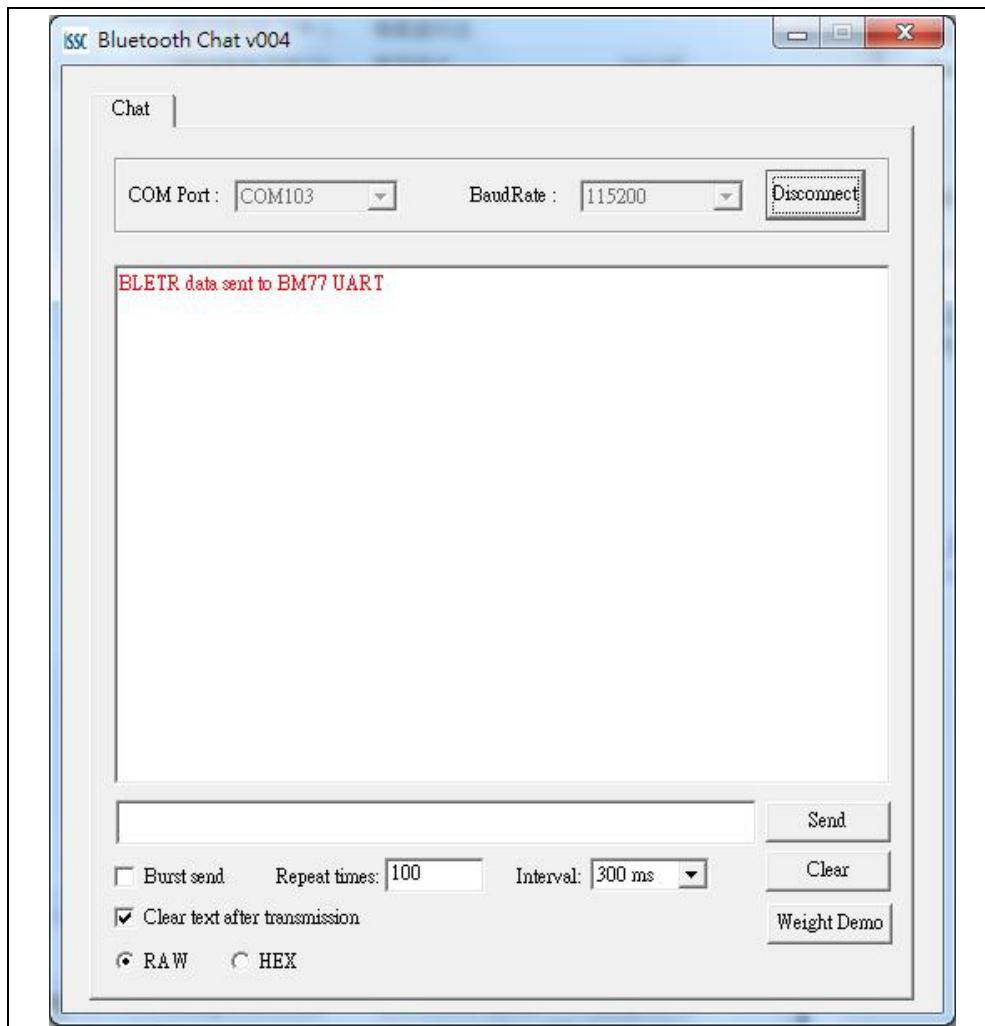 ISSC Bluetooth Chat v004
Chat
COM Port : COM103 BaudRate : 115200 Disconnect
BLETR data sent to BM77 UART
Send
Burst send Repeat times: 100 Interval: 300 ms Clear
Clear text after transmission Weight Demo
RAW HEX